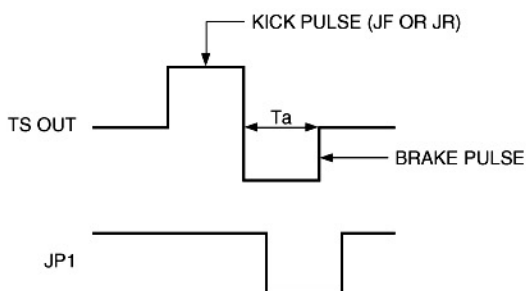 KICK PULSE (JF OR JR)
TS OUT
Ta
BRAKE PULSE
JP1